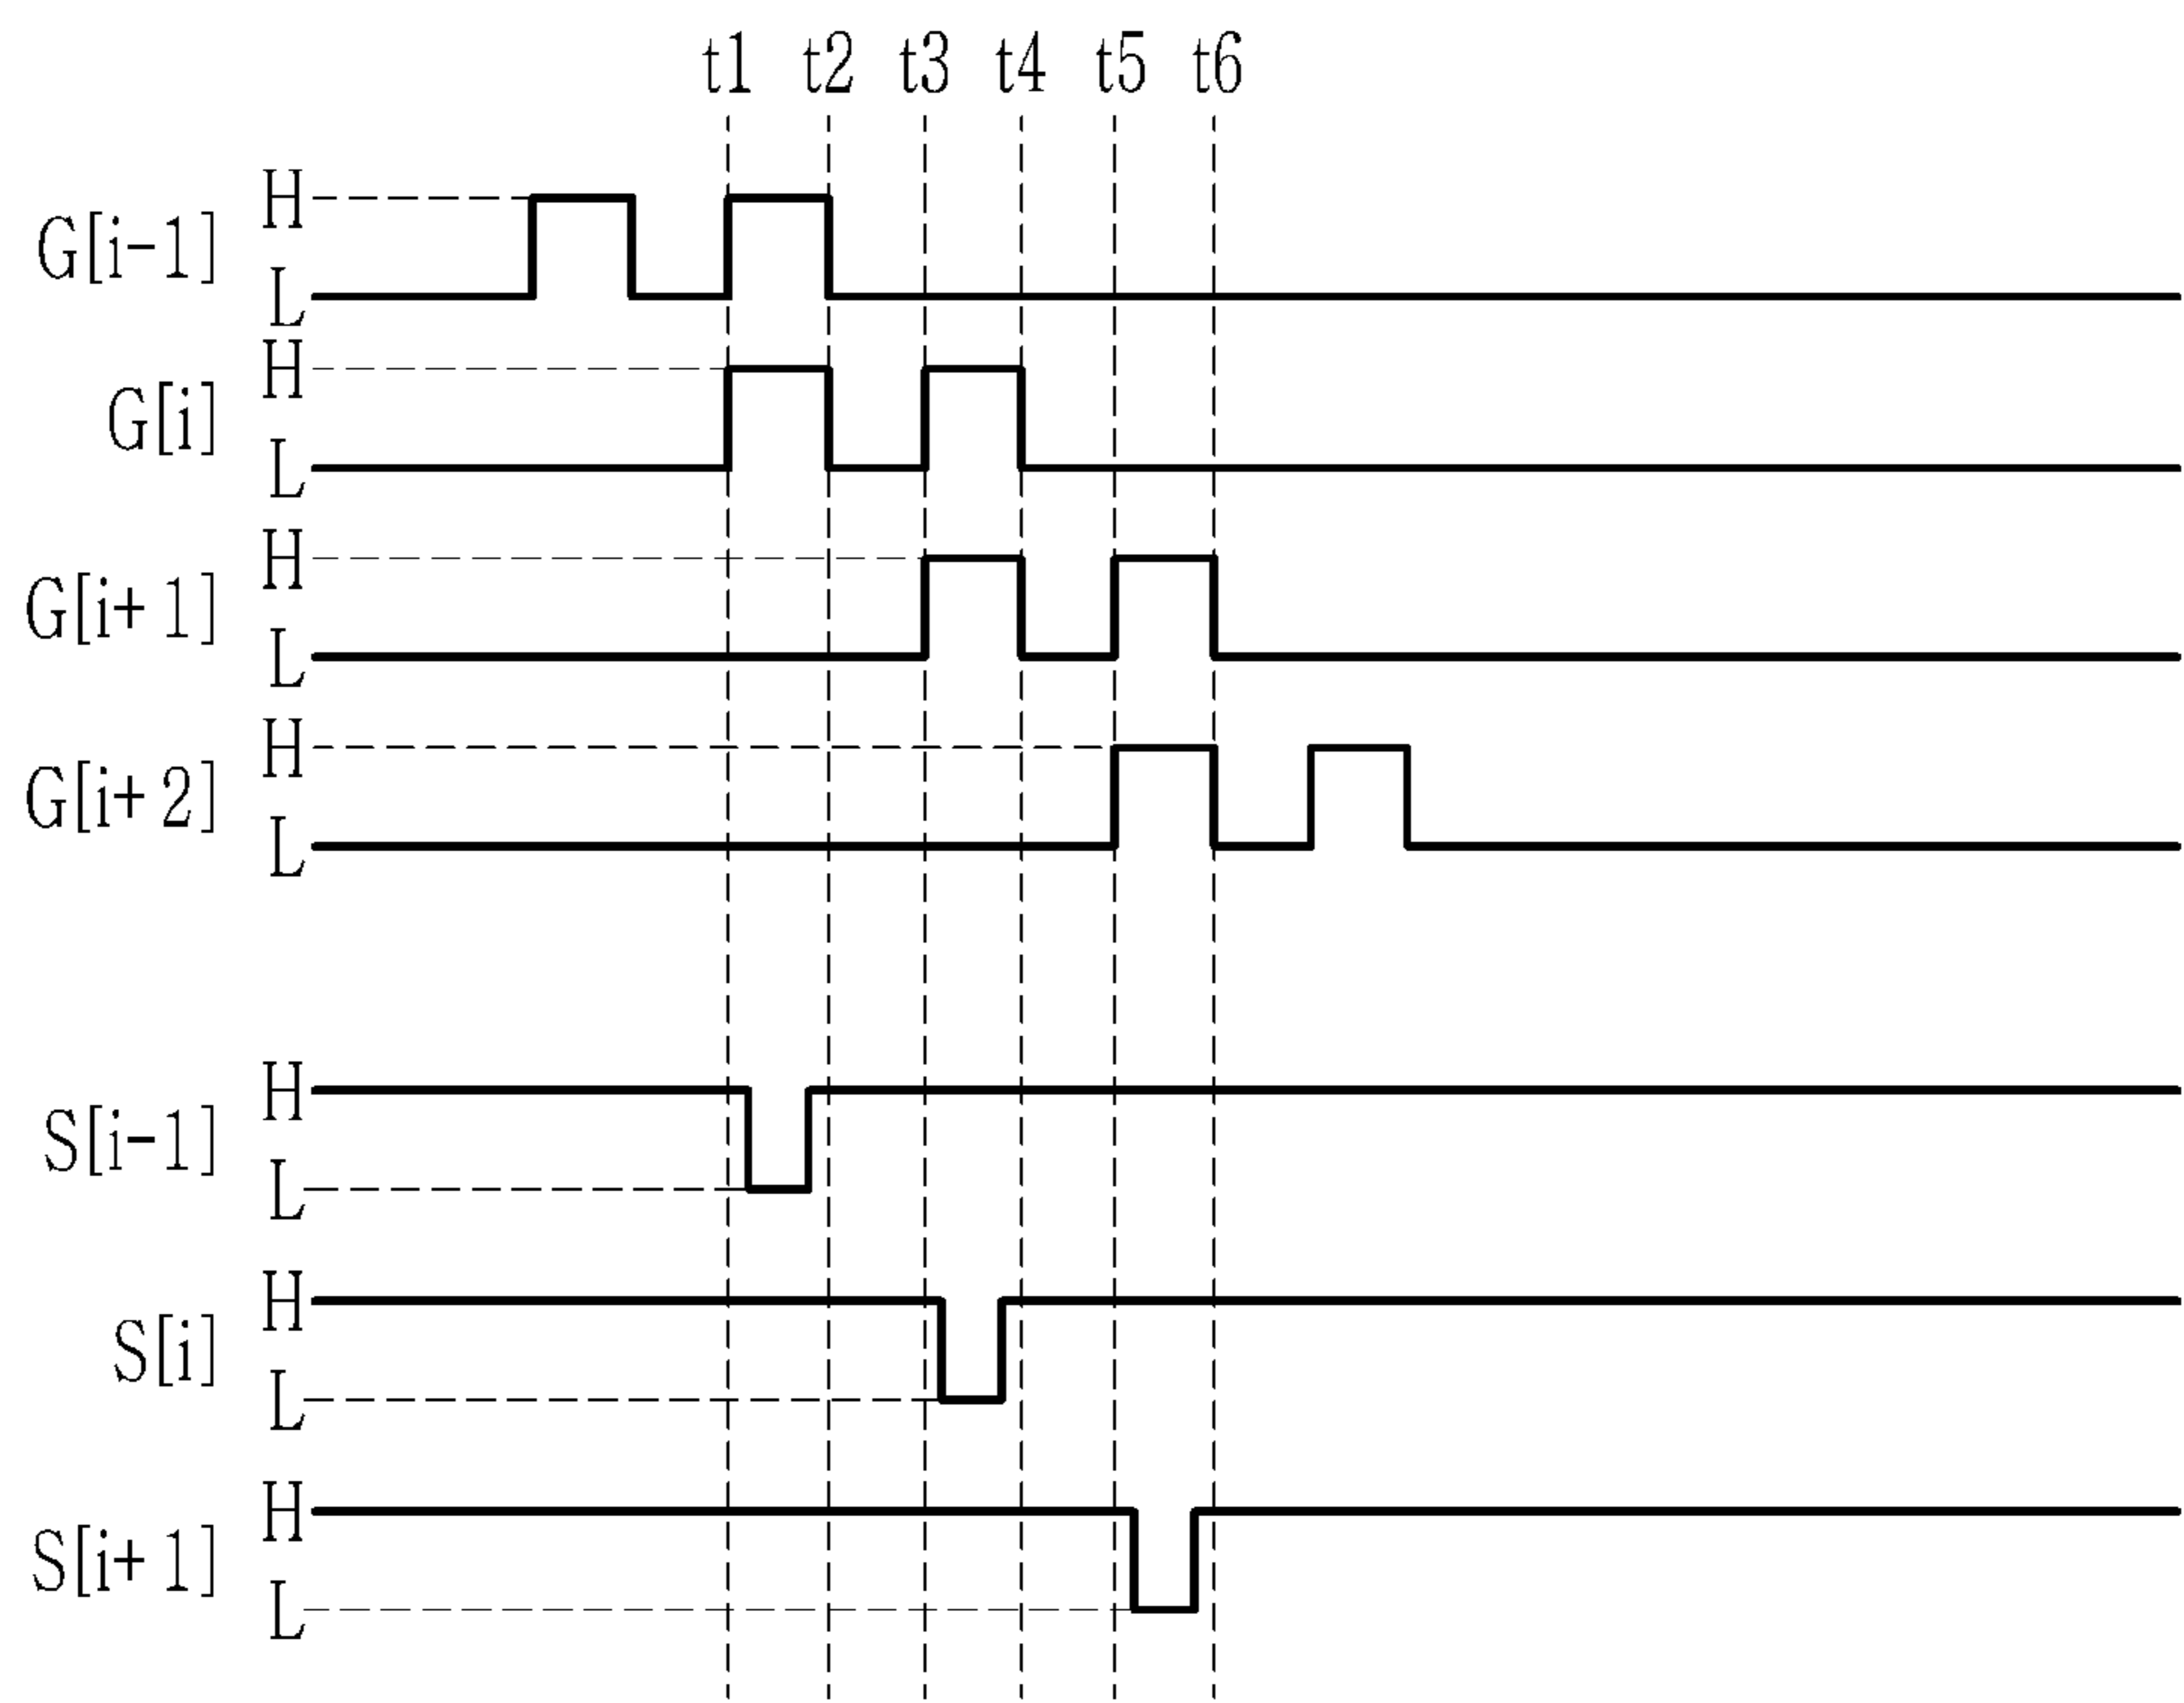 t1 t2 t3 t4 t5 t6
H
G[i-1]
L
H
G[i]
L
H
G[i+1]
L
H
G[i+2]
L
H
S[i-1]
L
H
S[i]
L
H
S[i+1]
L